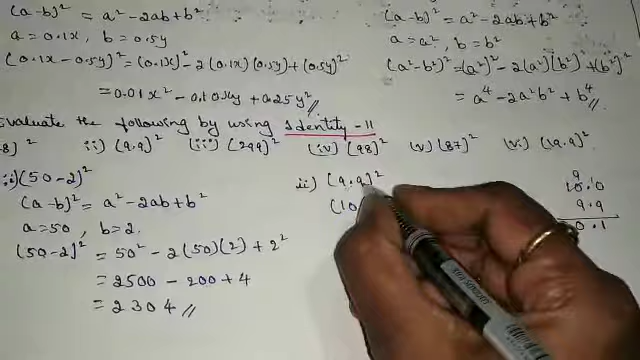 (a-b)² = a² - 2ab + b²
a = 0.1x, b = 0.5y
(0.1x - 0.5y)² = (0.1x)² - 2(0.1x)(0.5y) + (0.5y)²
= 0.01x² - 0.10xy + 0.25y²
(a-b)² = a² - 2ab + b²
a = a², b = b²
(a² - b²)² = (a²)² - 2(a²)(b²) + (b²)²
= a⁴ - 2a²b² + b⁴
Evaluate the following by using Identity - II
8)² ii) (9.9)² (iii) (299)² (iv) (98)² (v) (87)² (vi) (19.9)²
i) (50-2)²
(a-b)² = a² - 2ab + b²
a = 50, b = 2
(50-2)² = 50² - 2(50)(2) + 2²
= 2500 - 200 + 4
= 2304
ii) (9.9)²
(10
9
10.0
9.9
0.1